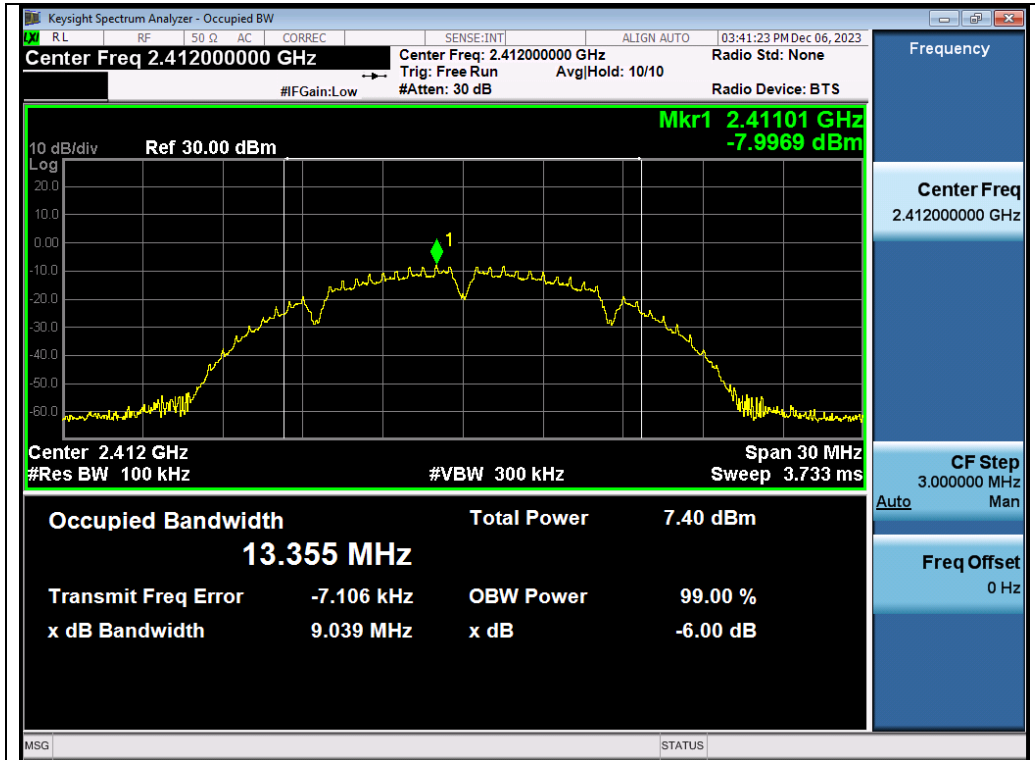 Keysight Spectrum Analyzer - Occupied BW
LXI RL RF 50 Ω AC CORREC SENSE:INT ALIGN AUTO 03:41:23 PM Dec 06, 2023
Center Freq 2.412000000 GHz
Center Freq: 2.412000000 GHz Radio Std: None
Trig: Free Run Avg|Hold: 10/10
#IFGain:Low #Atten: 30 dB Radio Device: BTS
Mkr1 2.41101 GHz
-7.9969 dBm
10 dB/div Ref 30.00 dBm
Log
20.0
10.0
0.00
1
-10.0
-20.0
-30.0
-40.0
-50.0
-60.0
Center 2.412 GHz Span 30 MHz
#Res BW 100 kHz #VBW 300 kHz Sweep 3.733 ms
Occupied Bandwidth Total Power 7.40 dBm
13.355 MHz
Transmit Freq Error -7.106 kHz OBW Power 99.00 %
x dB Bandwidth 9.039 MHz x dB -6.00 dB
Frequency
Center Freq
2.412000000 GHz
CF Step
3.000000 MHz
Auto Man
Freq Offset
0 Hz
MSG STATUS